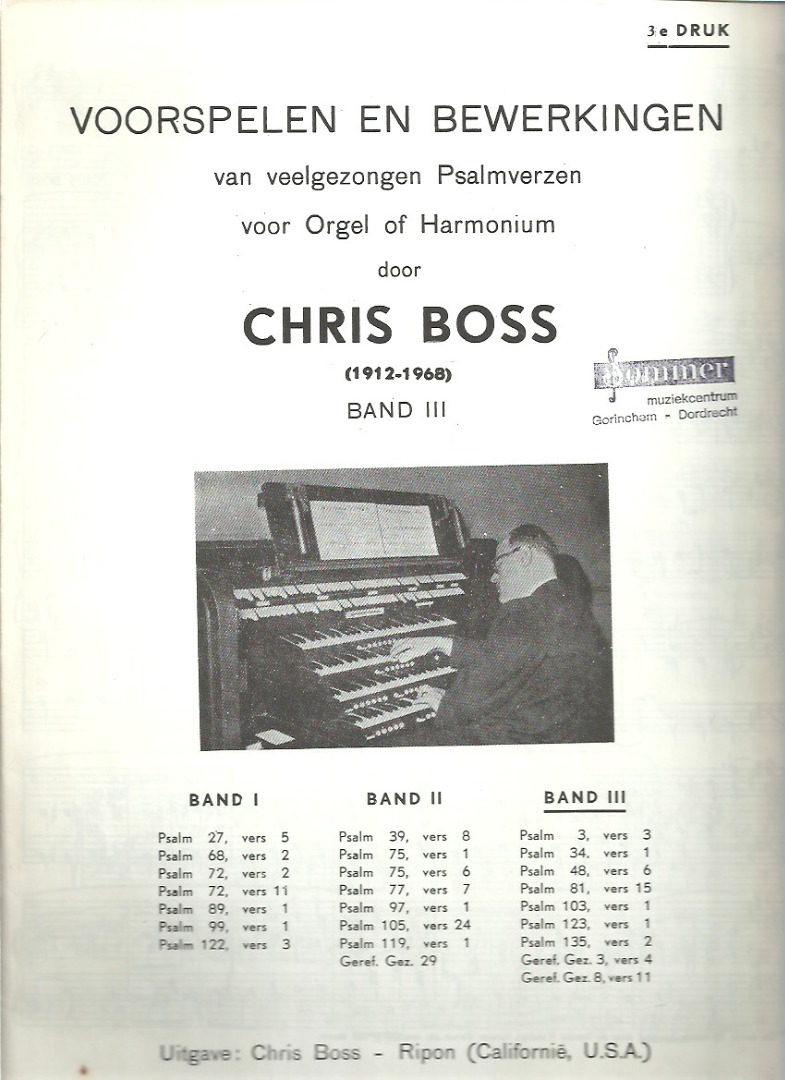 3e DRUK
VOORSPELEN EN BEWERKINGEN
van veelgezongen Psalmverzen
voor Orgel of Harmonium
door
CHRIS BOSS
(1912-1968)
BAND III
Sommer
muziekcentrum
Gorinchem - Dordrecht
BAND I
Psalm 27, vers 5
Psalm 68, vers 2
Psalm 72, vers 2
Psalm 72, vers 11
Psalm 89, vers 1
Psalm 99, vers 1
Psalm 122, vers 3
BAND II
Psalm 39, vers 8
Psalm 75, vers 1
Psalm 75, vers 6
Psalm 77, vers 7
Psalm 97, vers 1
Psalm 105, vers 24
Psalm 119, vers 1
Geref. Gez. 29
BAND III
Psalm 3, vers 3
Psalm 34, vers 1
Psalm 48, vers 6
Psalm 81, vers 15
Psalm 103, vers 1
Psalm 123, vers 1
Psalm 135, vers 2
Geref. Gez. 3, vers 4
Geref. Gez. 8, vers 11
Uitgave: Chris Boss - Ripon (Californië, U.S.A.)